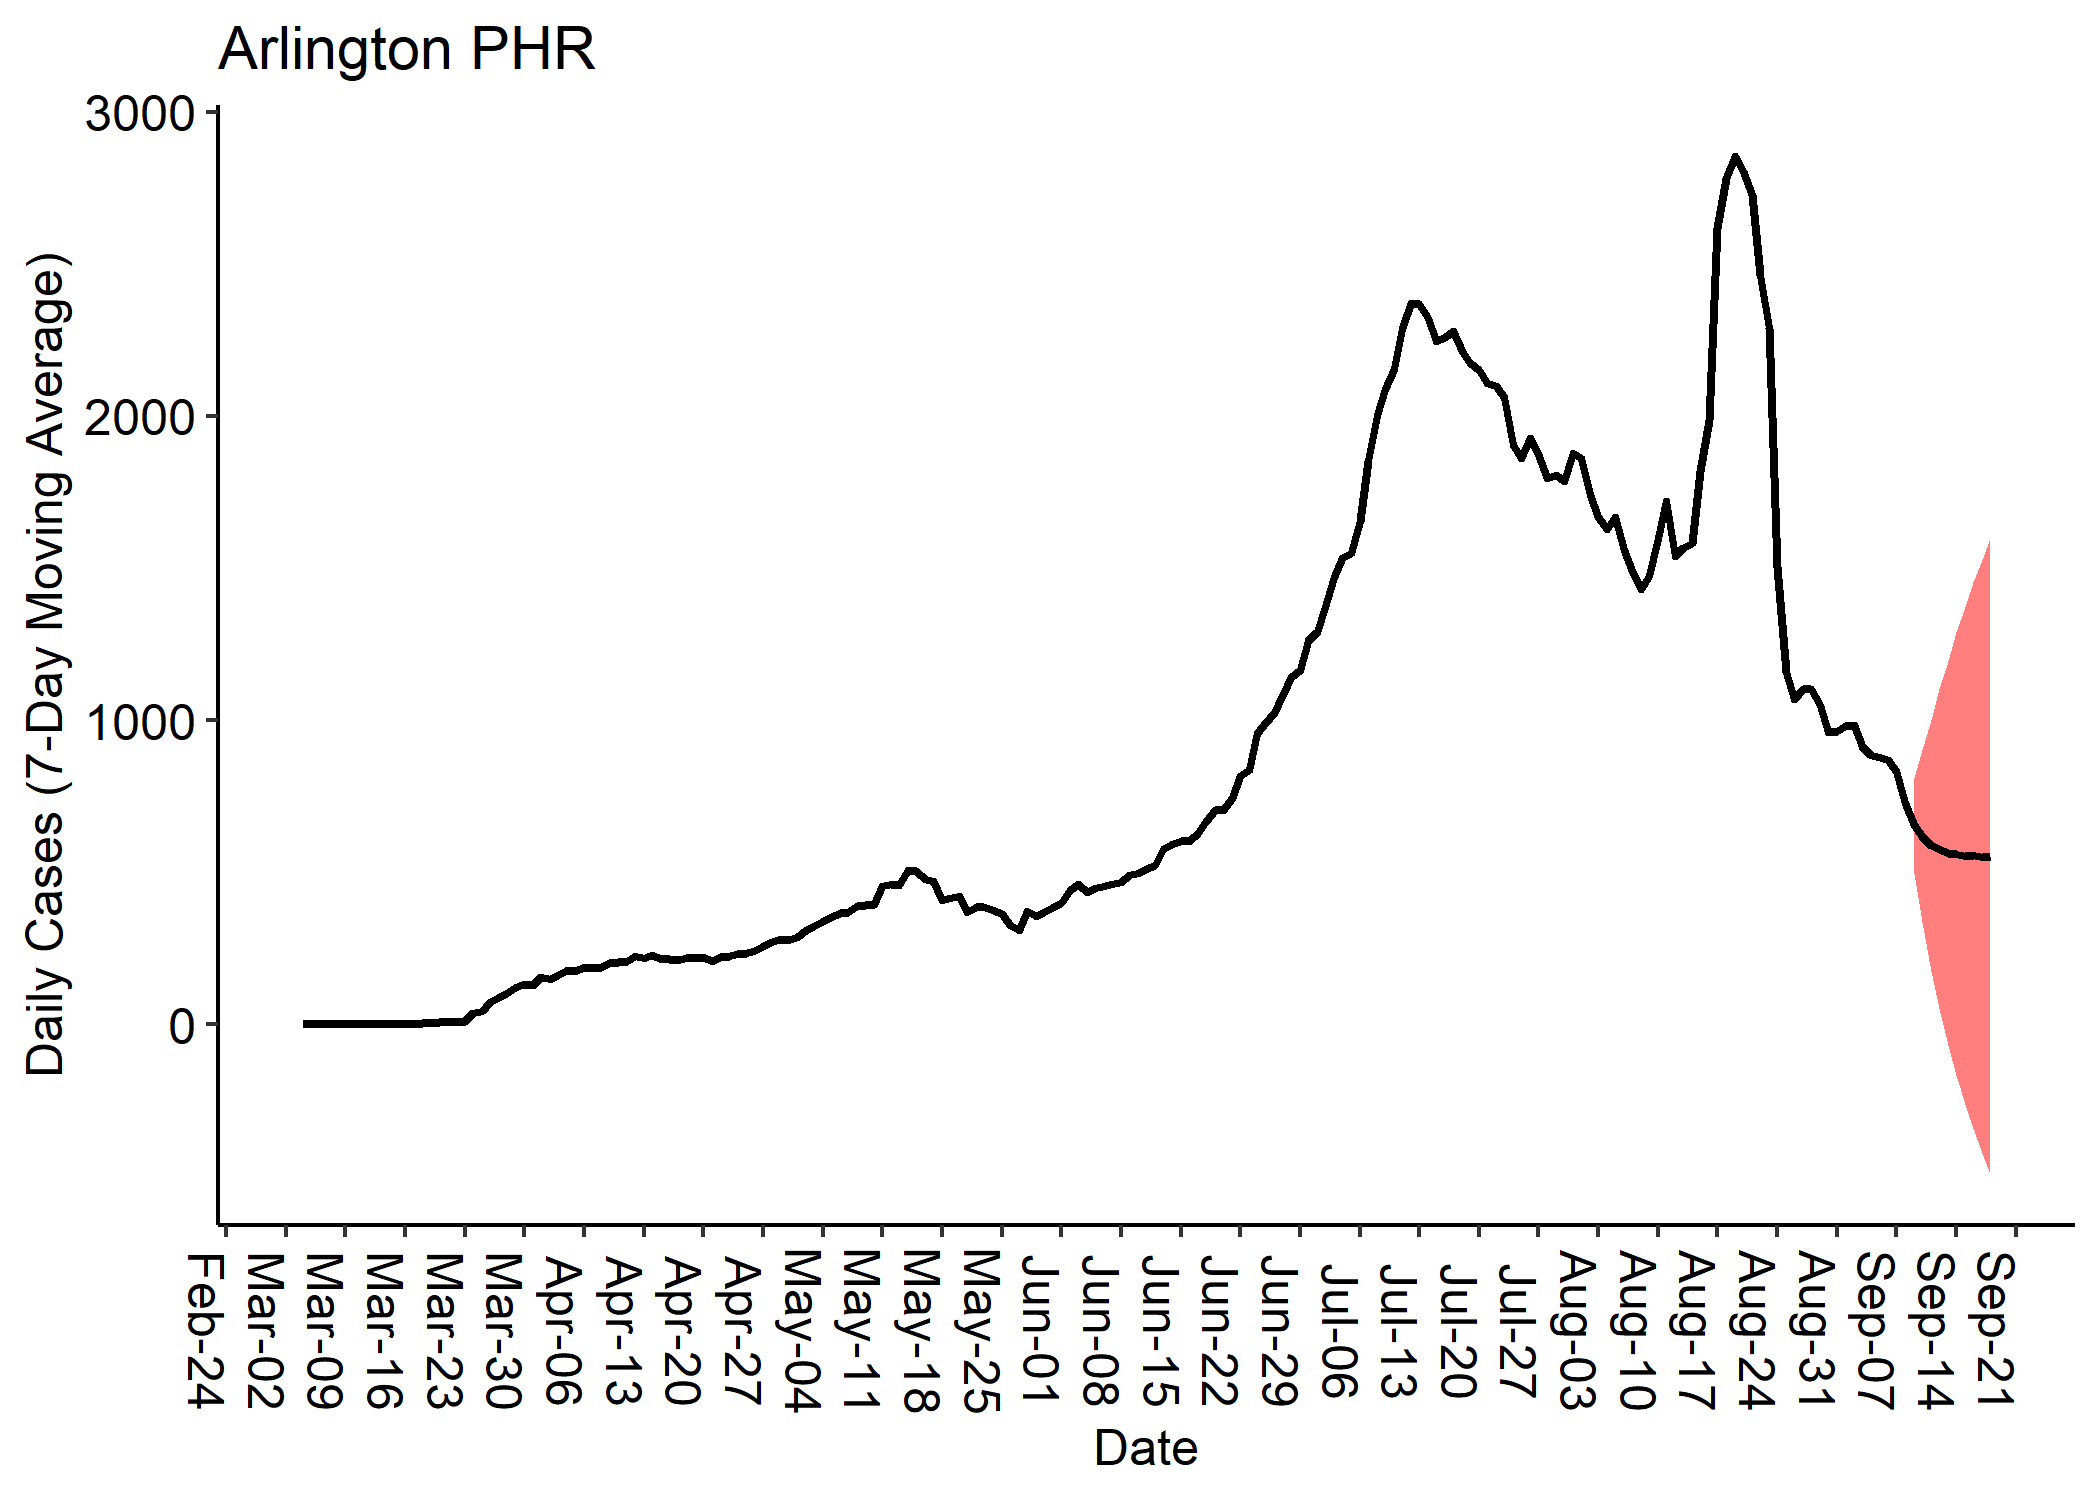 Arlington PHR
3000
2000
1000
0
Daily Cases (7-Day Moving Average)
Feb-24
Mar-02
Mar-09
Mar-16
Mar-23
Mar-30
Apr-06
Apr-13
Apr-20
Apr-27
May-04
May-11
May-18
May-25
Jun-01
Jun-08
Jun-15
Jun-22
Jun-29
Jul-06
Jul-13
Jul-20
Jul-27
Aug-03
Aug-10
Aug-17
Aug-24
Aug-31
Sep-07
Sep-14
Sep-21
Date